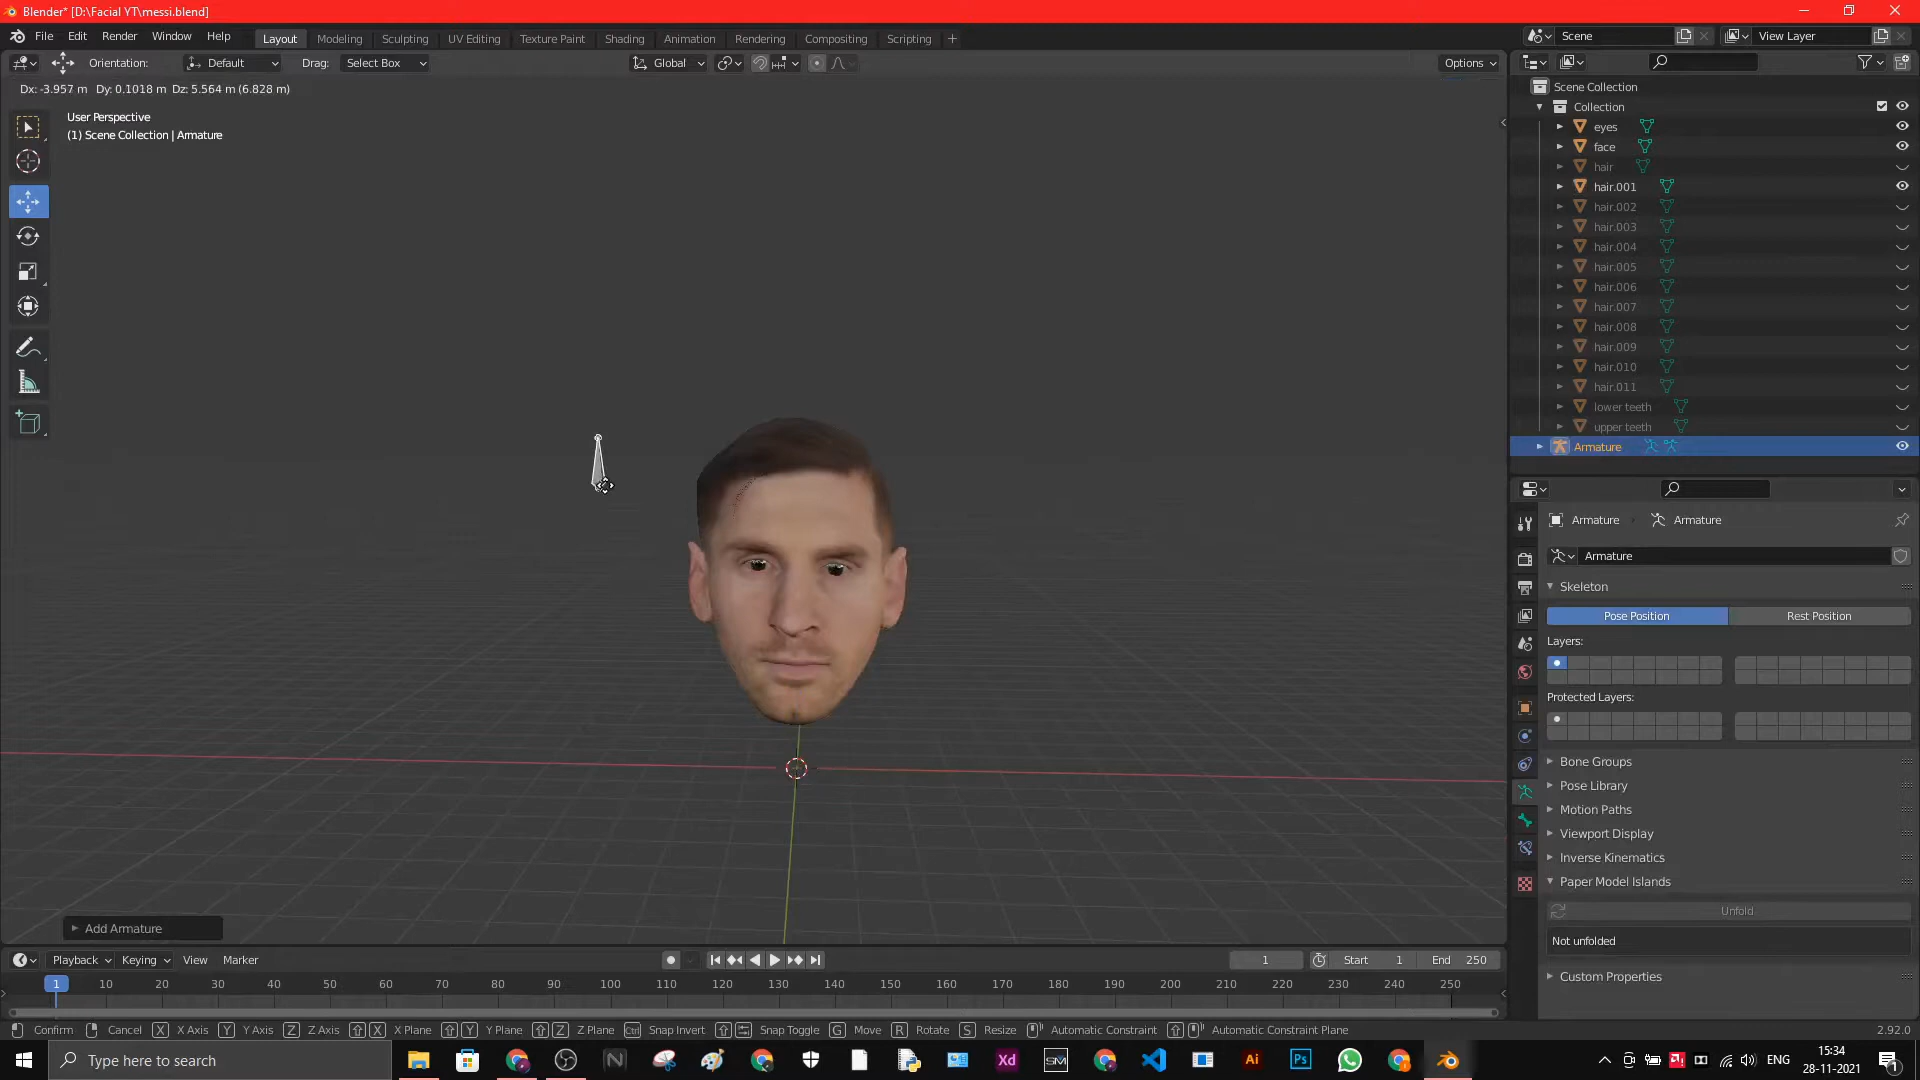 Blender* [D:\Facial YT\messi.blend]
File Edit Render Window Help Layout Modeling Sculpting UV Editing Texture Paint Shading Animation Rendering Compositing Scripting + Scene View Layer
Orientation: Default Drag: Select Box Global Options
Dx: -3.957 m Dy: 0.1018 m Dz: 5.564 m (6.828 m)
User Perspective
(1) Scene Collection | Armature
Scene Collection
Collection
eyes
face
hair
hair.001
hair.002
hair.003
hair.004
hair.005
hair.006
hair.007
hair.008
hair.009
hair.010
hair.011
lower teeth
upper teeth
Armature
Armature Armature
Armature
Skeleton
Pose Position Rest Position
Layers:
Protected Layers:
Bone Groups
Pose Library
Motion Paths
Viewport Display
Inverse Kinematics
Paper Model Islands
Unfold
Not unfolded
Custom Properties
Add Armature
Playback Keying View Marker 1 Start 1 End 250
1 10 20 30 40 50 60 70 80 90 100 110 120 130 140 150 160 170 180 190 200 210 220 230 240 250
Confirm Cancel X X Axis Y Y Axis Z Z Axis X X Plane Y Y Plane Z Z Plane Ctrl Snap Invert Snap Toggle G Move R Rotate S Resize Automatic Constraint Automatic Constraint Plane 2.92.0
Type here to search Xd SM Ai Ps ENG 15:34
28-11-2021 1